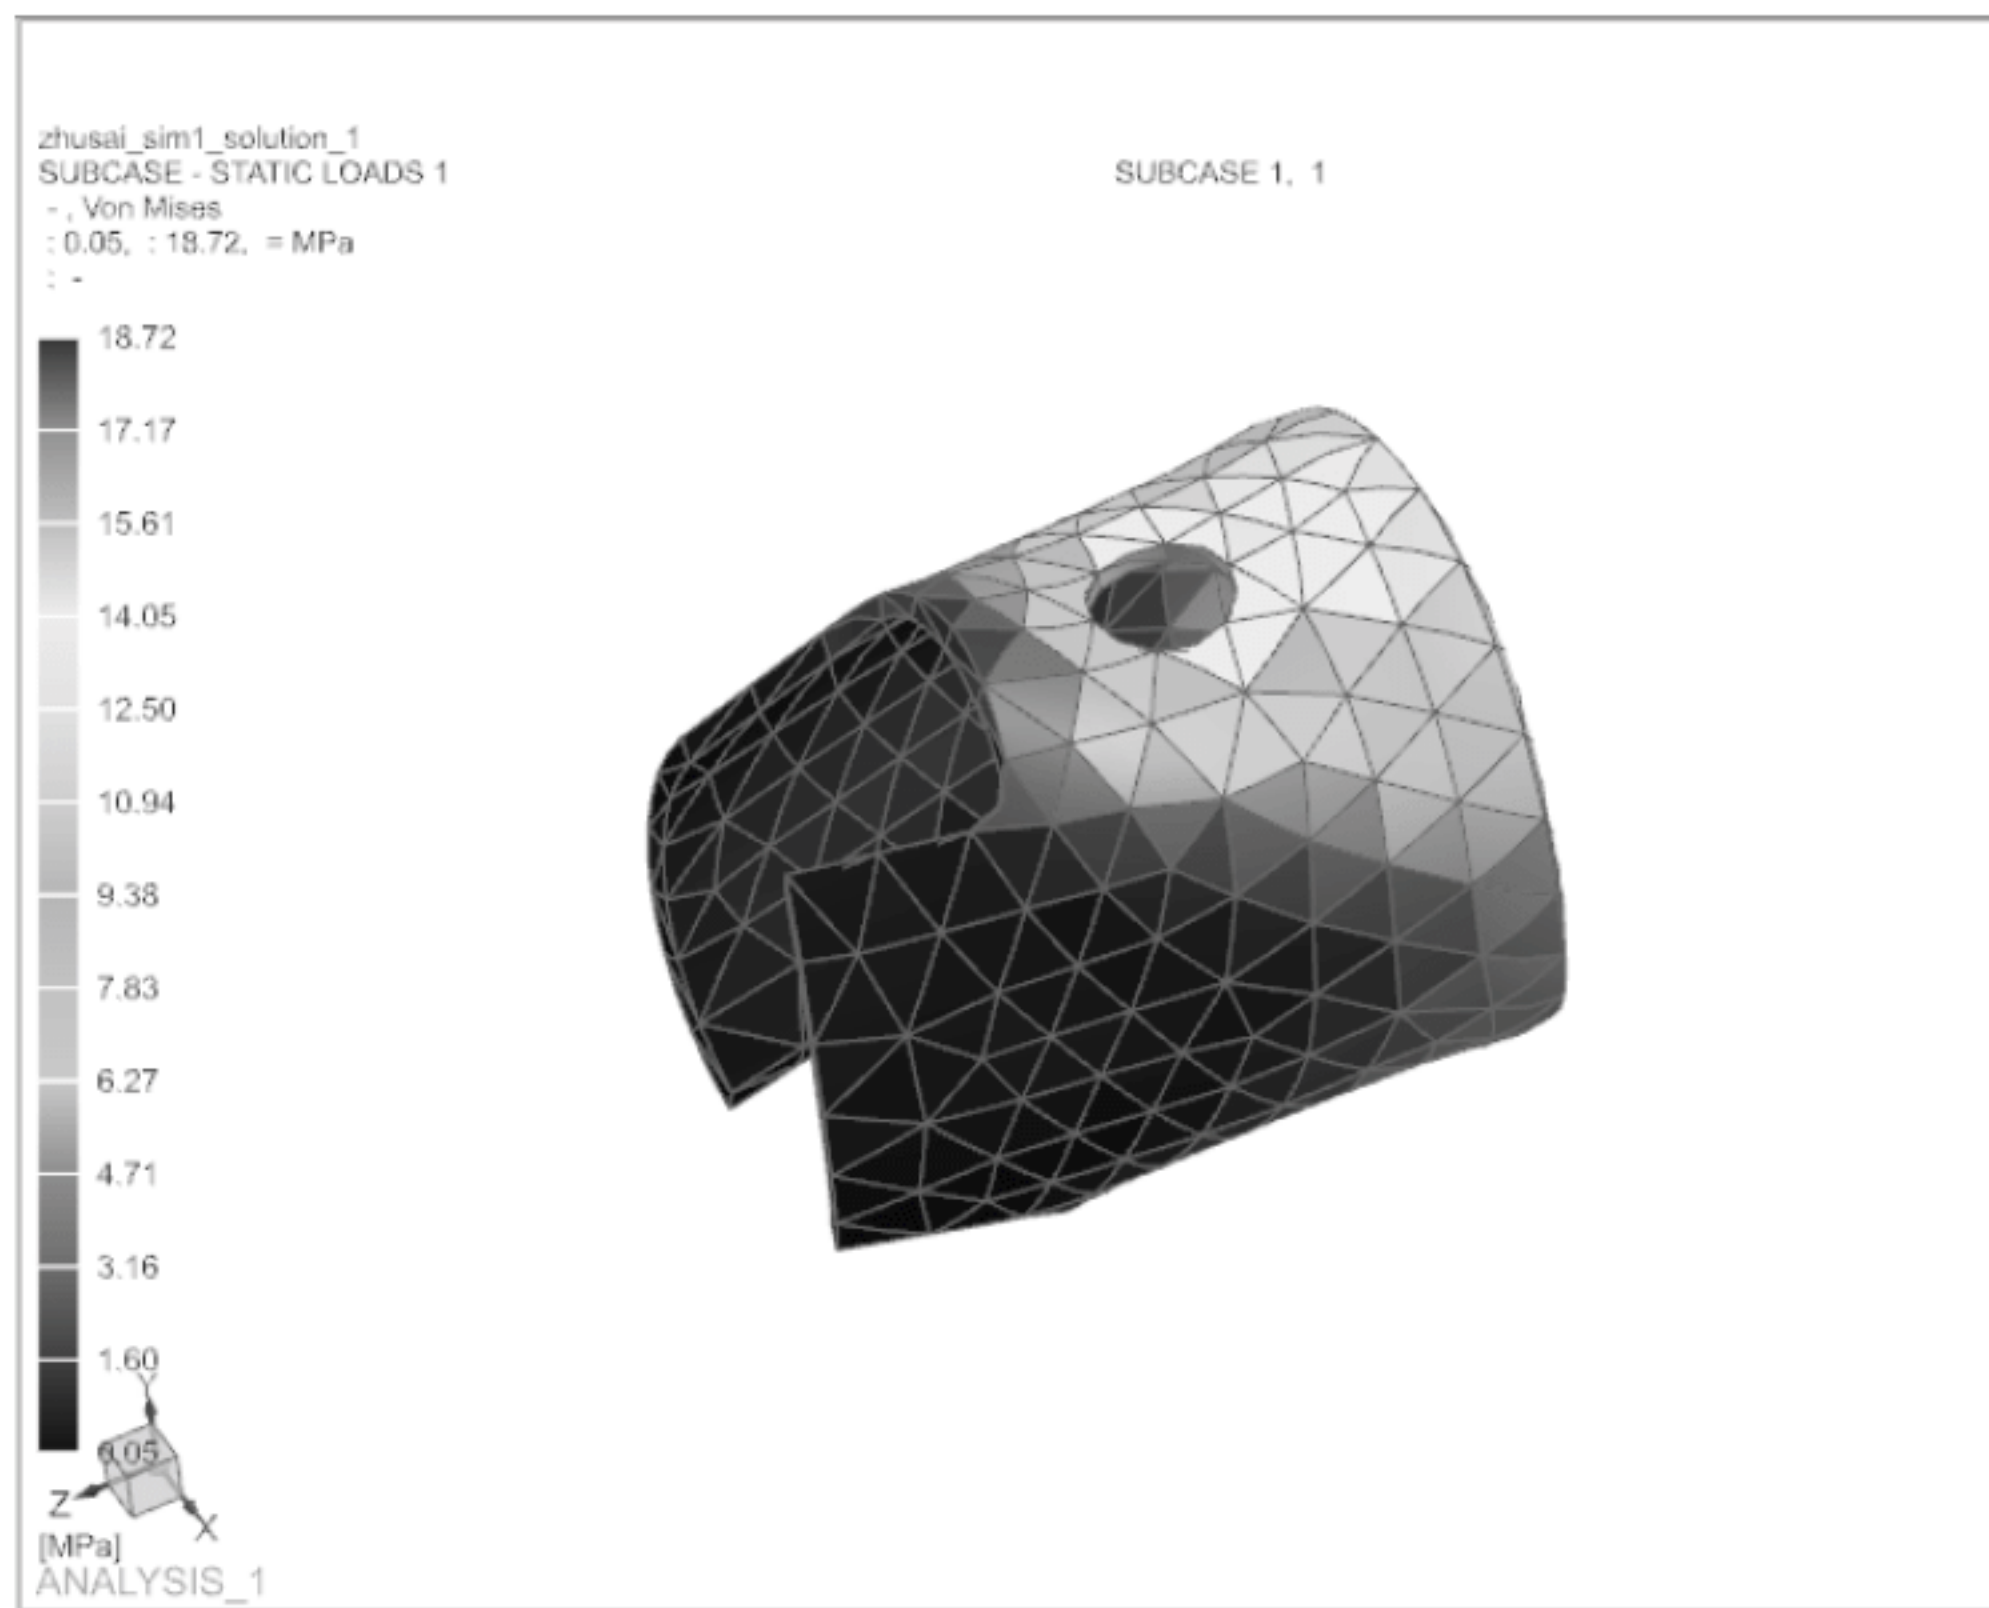 zhusai_sim1_solution_1
SUBCASE - STATIC LOADS 1
SUBCASE 1, 1
- , Von Mises
: 0.05, : 18.72, = MPa
: -
18.72
17.17
15.61
14.05
12.50
10.94
9.38
7.83
6.27
4.71
3.16
1.60
Y
0.05
Z
X
[MPa]
ANALYSIS_1